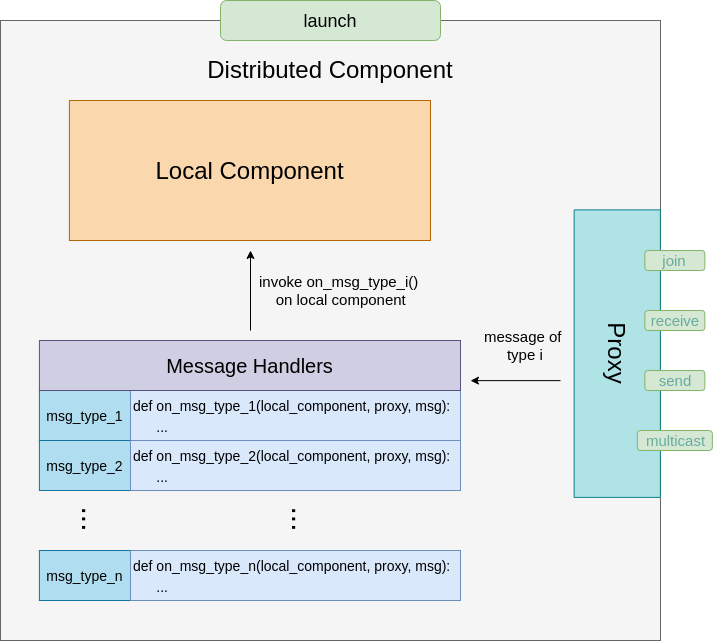 launch
Distributed Component
Local Component
invoke on_msg_type_i()
on local component
message of
type i
Proxy
join
receive
send
multicast
Message Handlers
msg_type_1
def on_msg_type_1(local_component, proxy, msg):
...
msg_type_2
def on_msg_type_2(local_component, proxy, msg):
...
... ...
msg_type_n
def on_msg_type_n(local_component, proxy, msg):
...